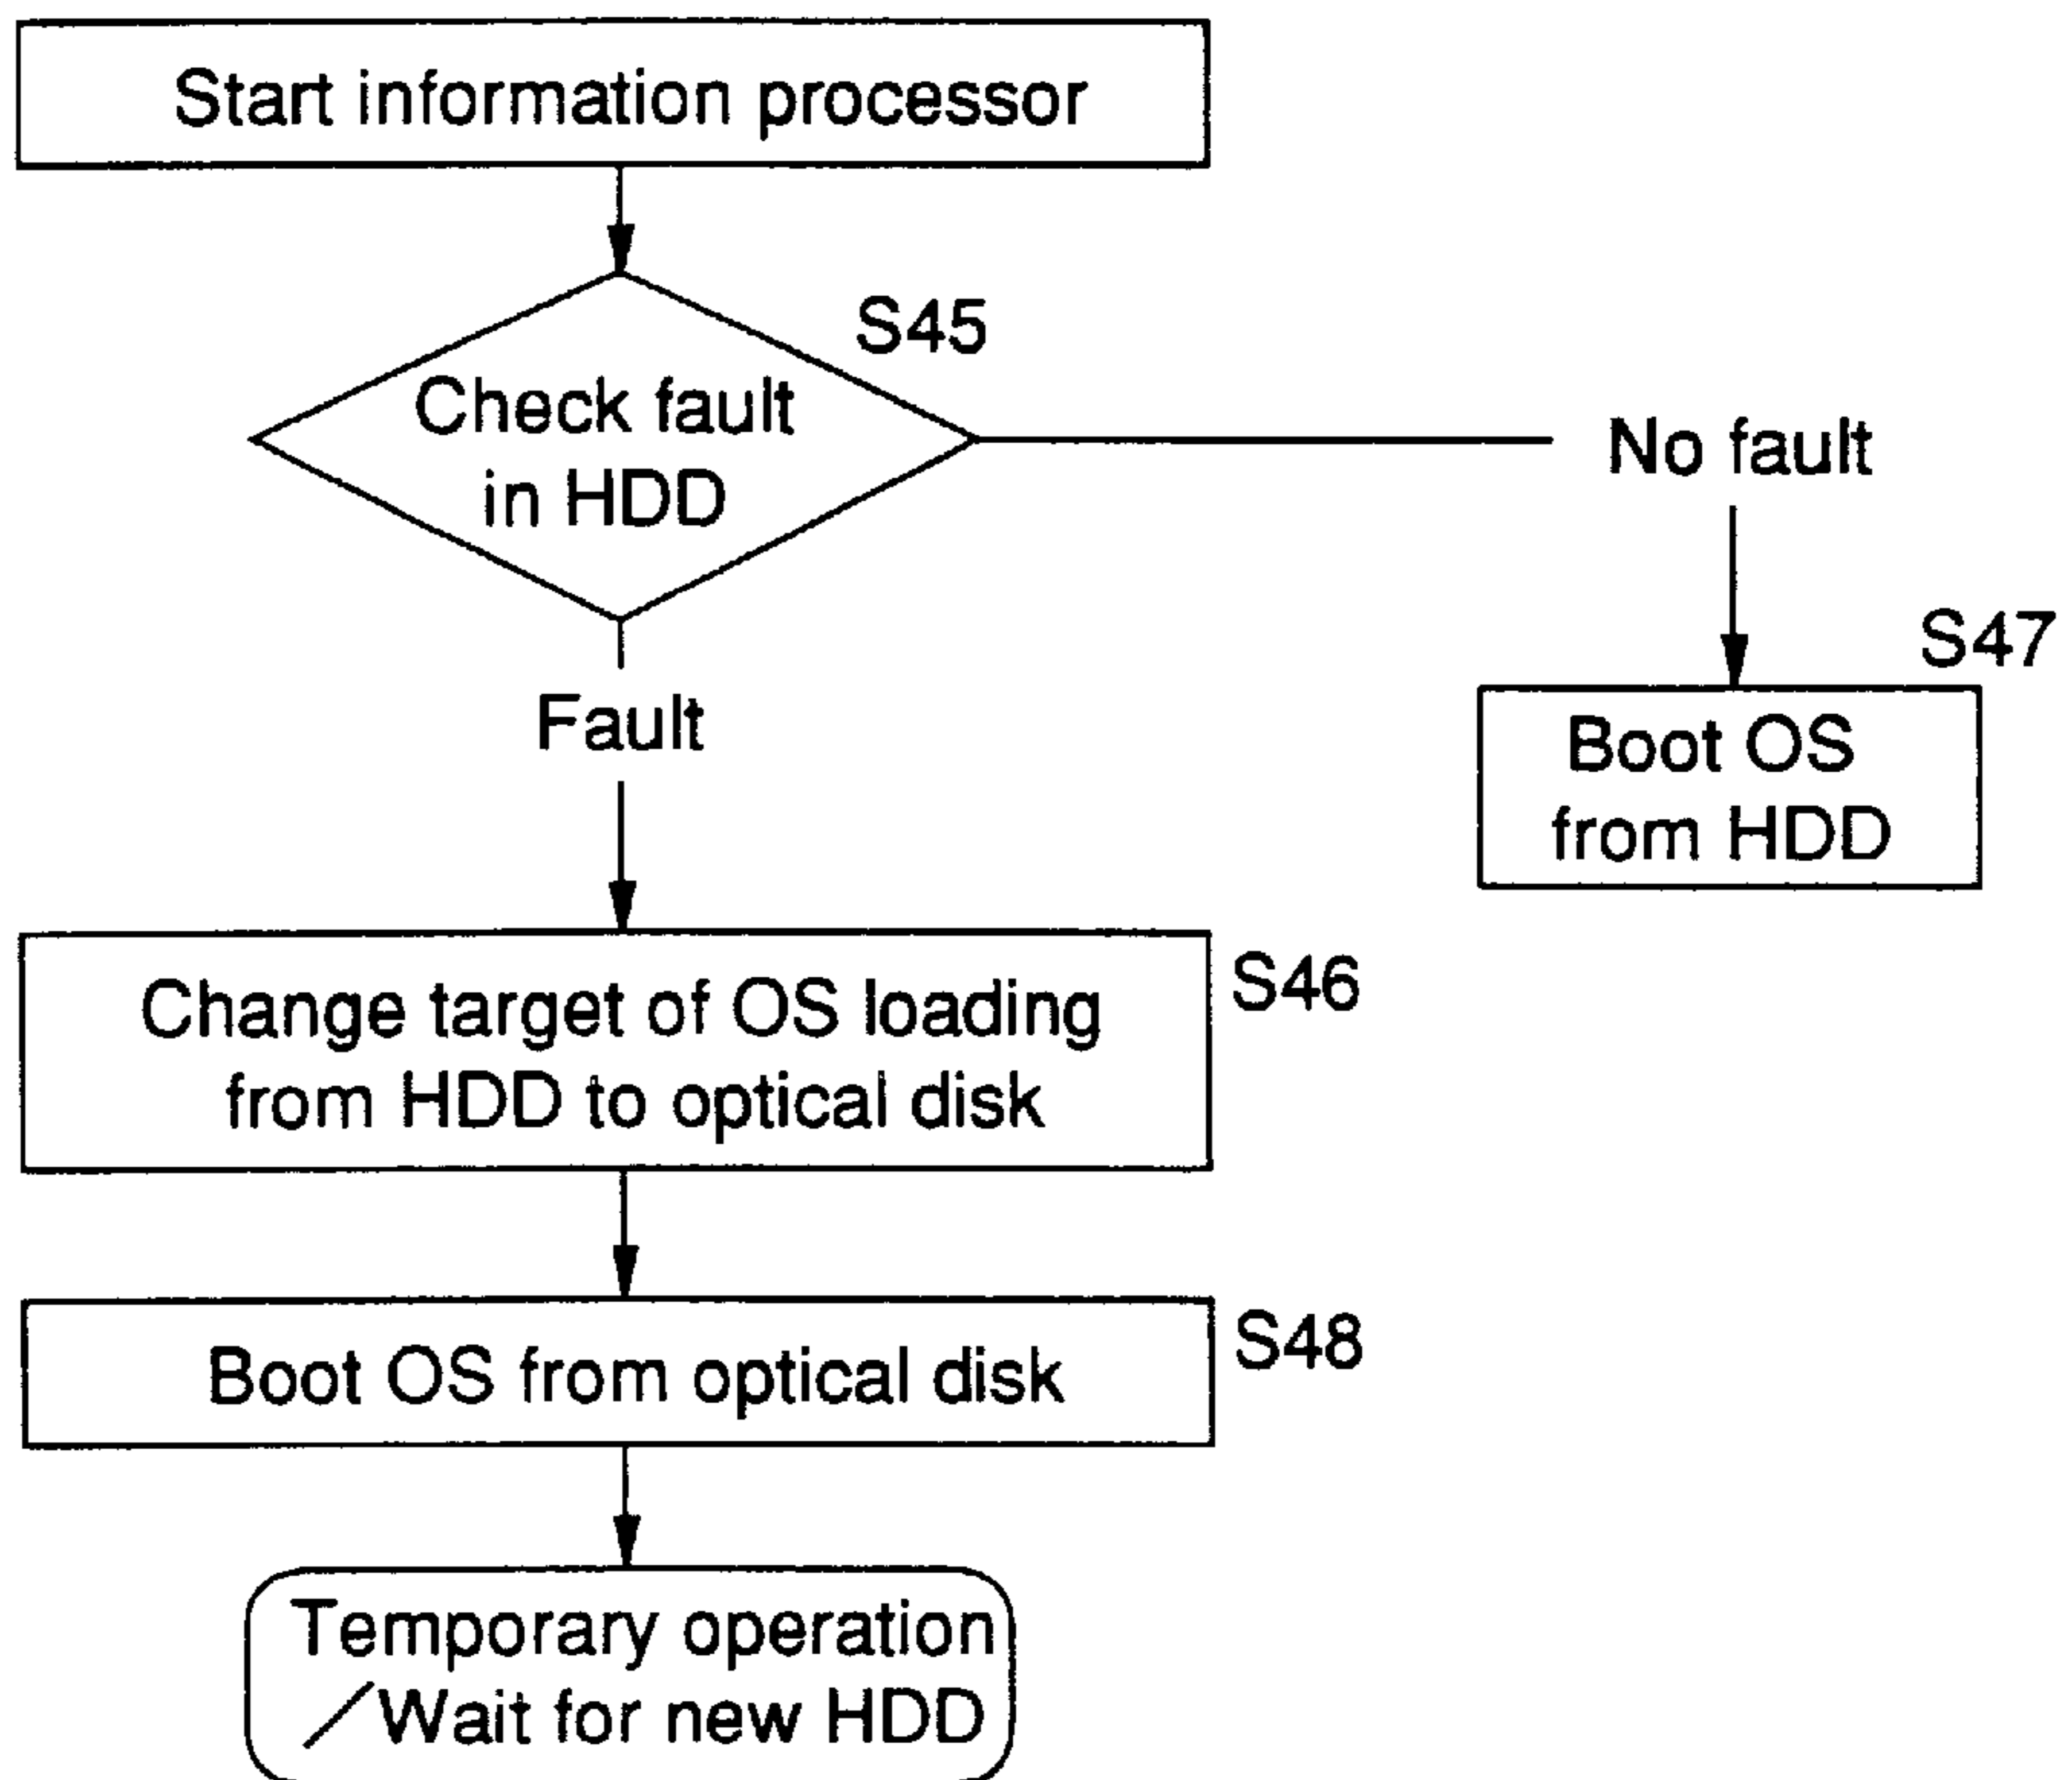 Start information processor
S45
Check fault
in HDD
No fault
Fault
S47
Boot OS
from HDD
Change target of OS loading
from HDD to optical disk
S46
Boot OS from optical disk
S48
Temporary operation
/Wait for new HDD